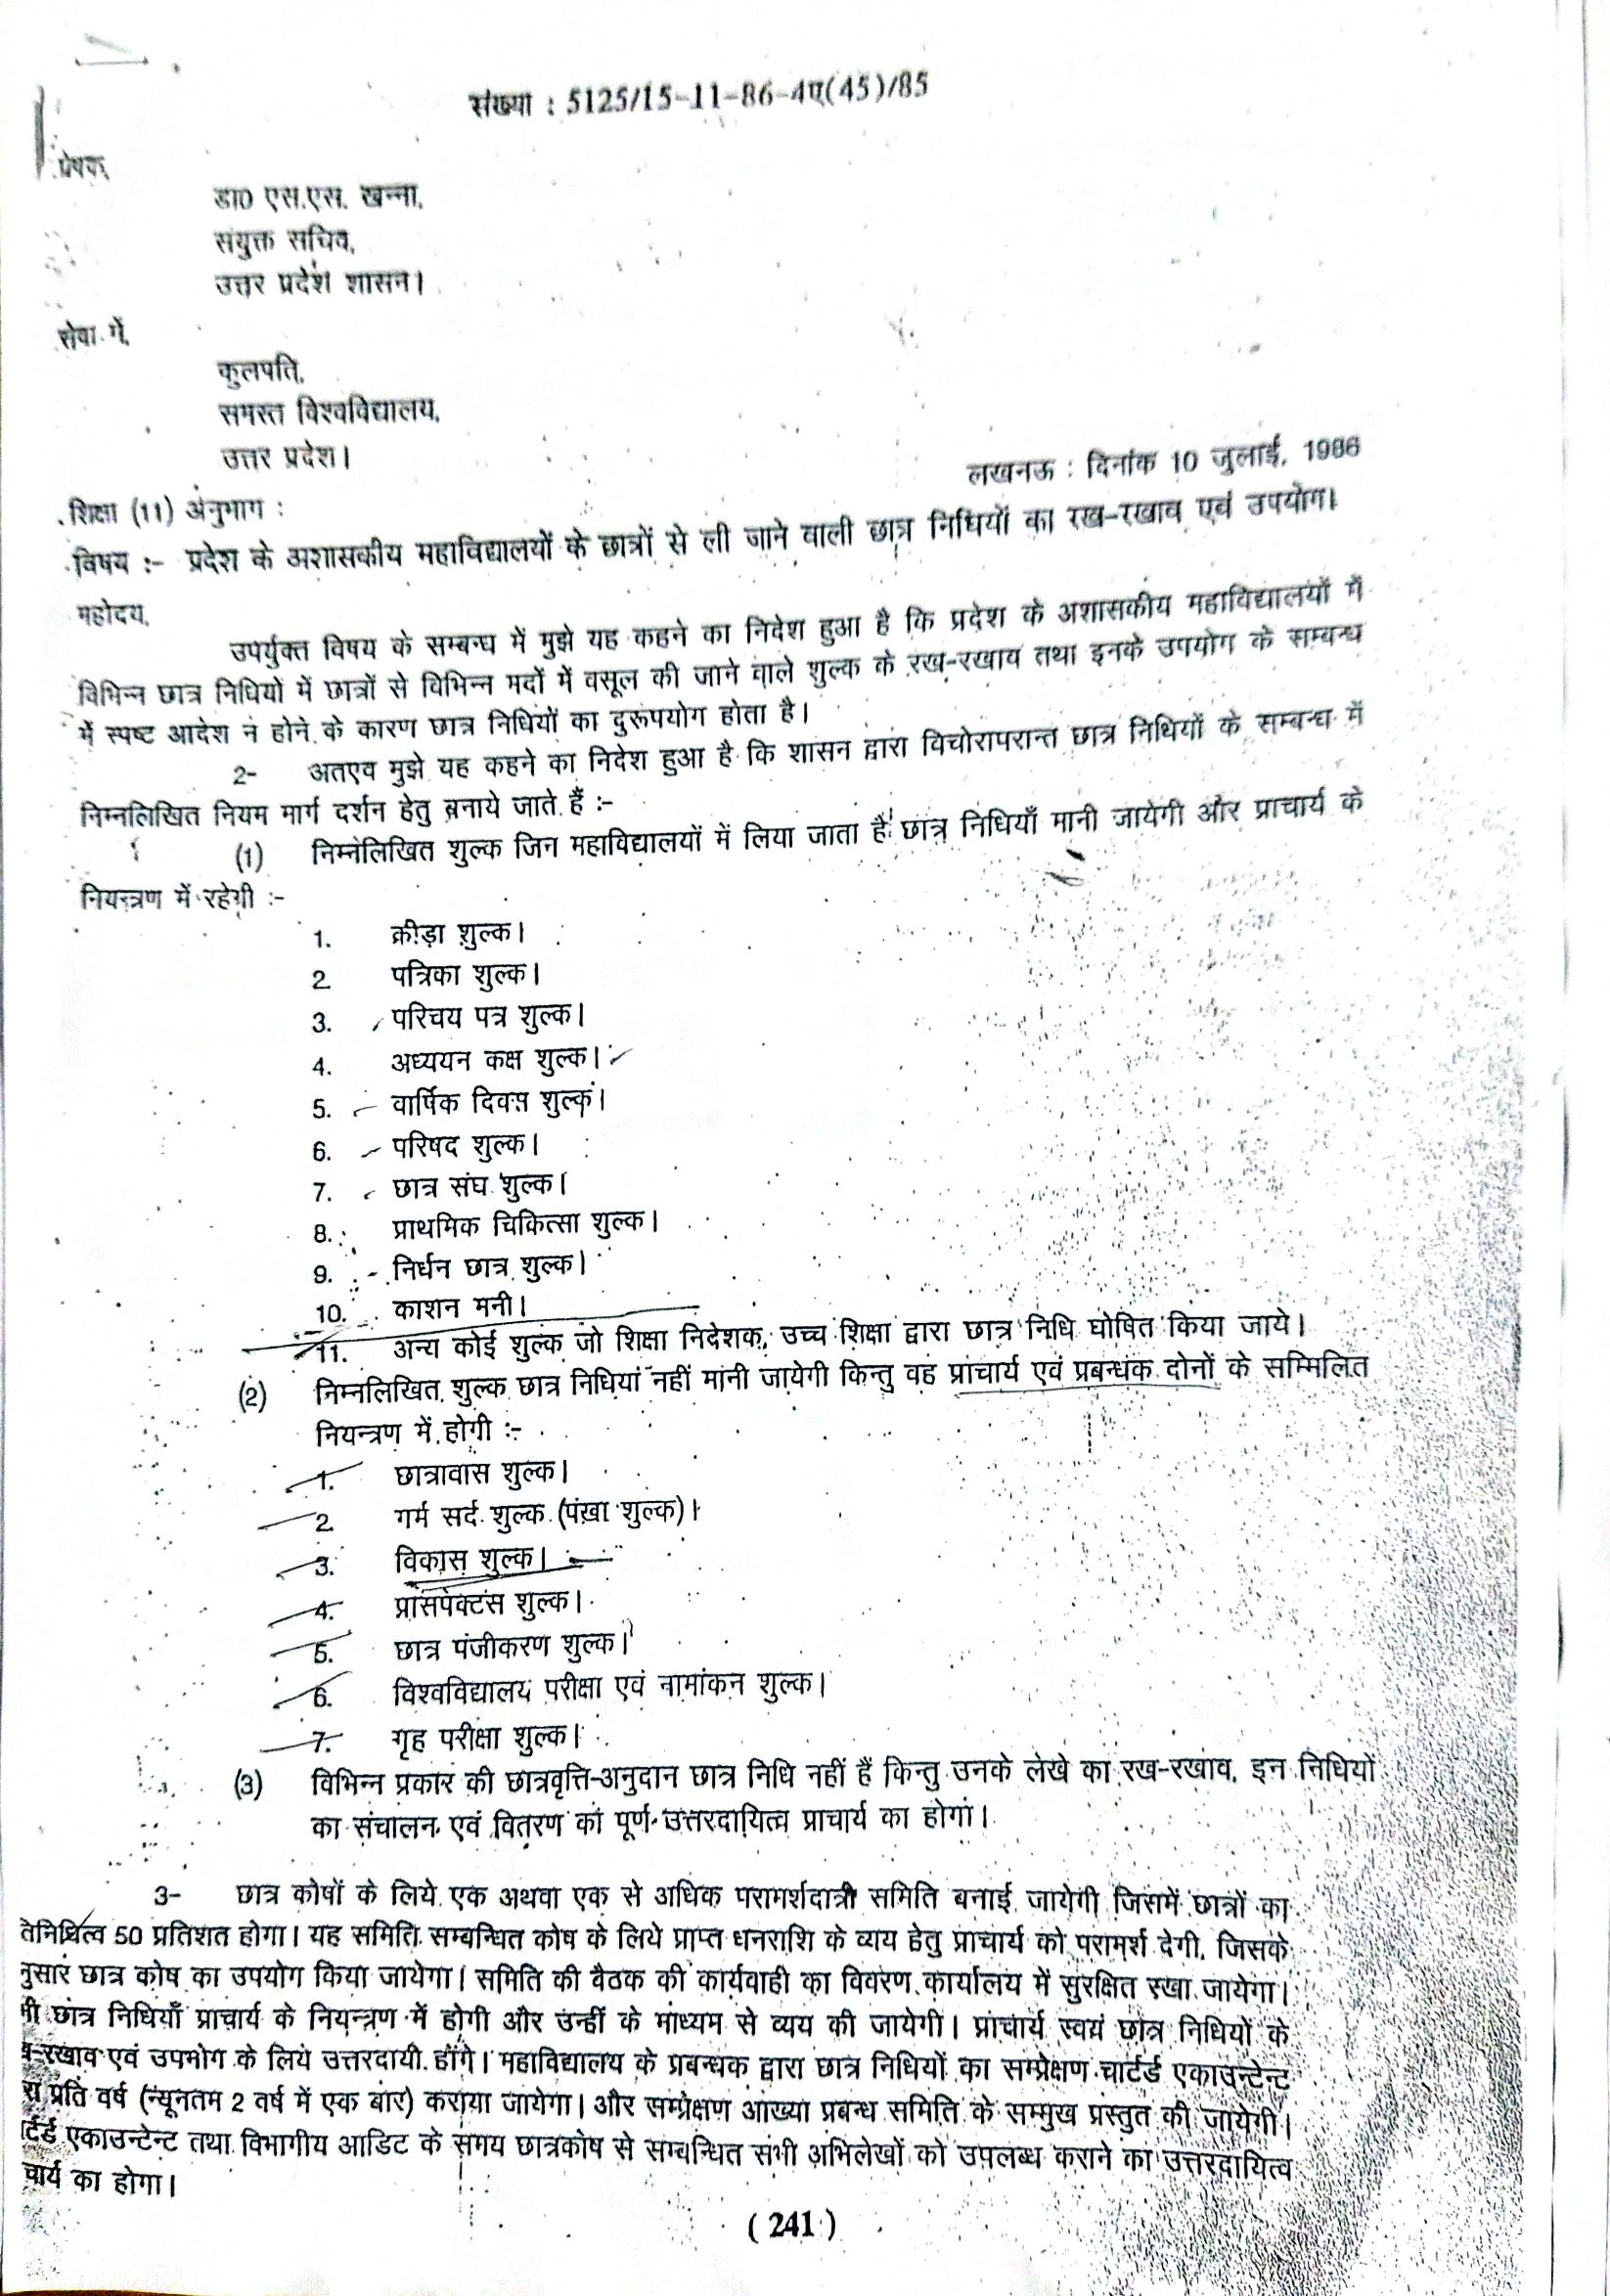 संख्या : 5125/15-11-86-4ए(45)/85
प्रेषक,
डा0 एस.एस. खन्ना,
संयुक्त सचिव,
उत्तर प्रदेश शासन।
सेवा में,
कुलपति,
समस्त विश्वविद्यालय,
उत्तर प्रदेश।
लखनऊ : दिनांक 10 जुलाई, 1986
शिक्षा (11) अनुभाग :
विषय :- प्रदेश के अशासकीय महाविद्यालयों के छात्रों से ली जाने वाली छात्र निधियों का रख-रखाव एवं उपयोग।
महोदय,
उपर्युक्त विषय के सम्बन्ध में मुझे यह कहने का निदेश हुआ है कि प्रदेश के अशासकीय महाविद्यालयों में
विभिन्न छात्र निधियों में छात्रों से विभिन्न मदों में वसूल की जाने वाले शुल्क के रख-रखाव तथा इनके उपयोग के सम्बन्ध
में स्पष्ट आदेश न होने के कारण छात्र निधियों का दुरूपयोग होता है।
2- अतएव मुझे यह कहने का निदेश हुआ है कि शासन द्वारा विचोरापरान्त छात्र निधियों के सम्बन्ध में
निम्नलिखित नियम मार्ग दर्शन हेतु बनाये जाते हैं :-
(1) निम्नलिखित शुल्क जिन महाविद्यालयों में लिया जाता है छात्र निधियाँ मानी जायेगी और प्राचार्य के
नियन्त्रण में रहेगी :-
1. क्रीड़ा शुल्क।
2 पत्रिका शुल्क।
3. परिचय पत्र शुल्क।
4. अध्ययन कक्ष शुल्क।
5. वार्षिक दिवस शुल्क।
6. परिषद शुल्क।
7. छात्र संघ शुल्क।
8. प्राथमिक चिकित्सा शुल्क।
9. निर्धन छात्र शुल्क।
10. काशन मनी।
11. अन्य कोई शुल्क जो शिक्षा निदेशक, उच्च शिक्षा द्वारा छात्र निधि घोषित किया जाये।
(2) निम्नलिखित शुल्क छात्र निधियां नहीं मानी जायेगी किन्तु वह प्राचार्य एवं प्रबन्धक दोनों के सम्मिलित
नियन्त्रण में होगी :-
1. छात्रावास शुल्क।
2. गर्म सर्द शुल्क (पंखा शुल्क)।
3. विकास शुल्क।
4. प्रासपेक्टस शुल्क।
5. छात्र पंजीकरण शुल्क।
6. विश्वविद्यालय परीक्षा एवं नामांकन शुल्क।
7. गृह परीक्षा शुल्क।
(3) विभिन्न प्रकार की छात्रवृत्ति-अनुदान छात्र निधि नहीं हैं किन्तु उनके लेखे का रख-रखाव, इन निधियों
का संचालन एवं वितरण का पूर्ण उत्तरदायित्व प्राचार्य का होगा।
3- छात्र कोषों के लिये एक अथवा एक से अधिक परामर्शदात्री समिति बनाई जायेगी जिसमें छात्रों का
तिनिधित्व 50 प्रतिशत होगा। यह समिति सम्बन्धित कोष के लिये प्राप्त धनराशि के व्यय हेतु प्राचार्य को परामर्श देगी, जिसके
नुसार छात्र कोष का उपयोग किया जायेगा। समिति की बैठक की कार्यवाही का विवरण कार्यालय में सुरक्षित रखा जायेगा।
भी छात्र निधियाँ प्राचार्य के नियन्त्रण में होगी और उन्हीं के माध्यम से व्यय की जायेगी। प्राचार्य स्वयं छात्र निधियों के
ख-रखाव एवं उपभोग के लिये उत्तरदायी होंगे। महाविद्यालय के प्रबन्धक द्वारा छात्र निधियों का सम्प्रेक्षण चार्टर्ड एकाउन्टेन्ट
रा प्रति वर्ष (न्यूनतम 2 वर्ष में एक बार) कराया जायेगा। और सम्प्रेक्षण आख्या प्रबन्ध समिति के सम्मुख प्रस्तुत की जायेगी।
र्टर्ड एकाउन्टेन्ट तथा विभागीय आडिट के समय छात्रकोष से सम्बन्धित सभी अभिलेखों को उपलब्ध कराने का उत्तरदायित्व
चार्य का होगा।
( 241 )